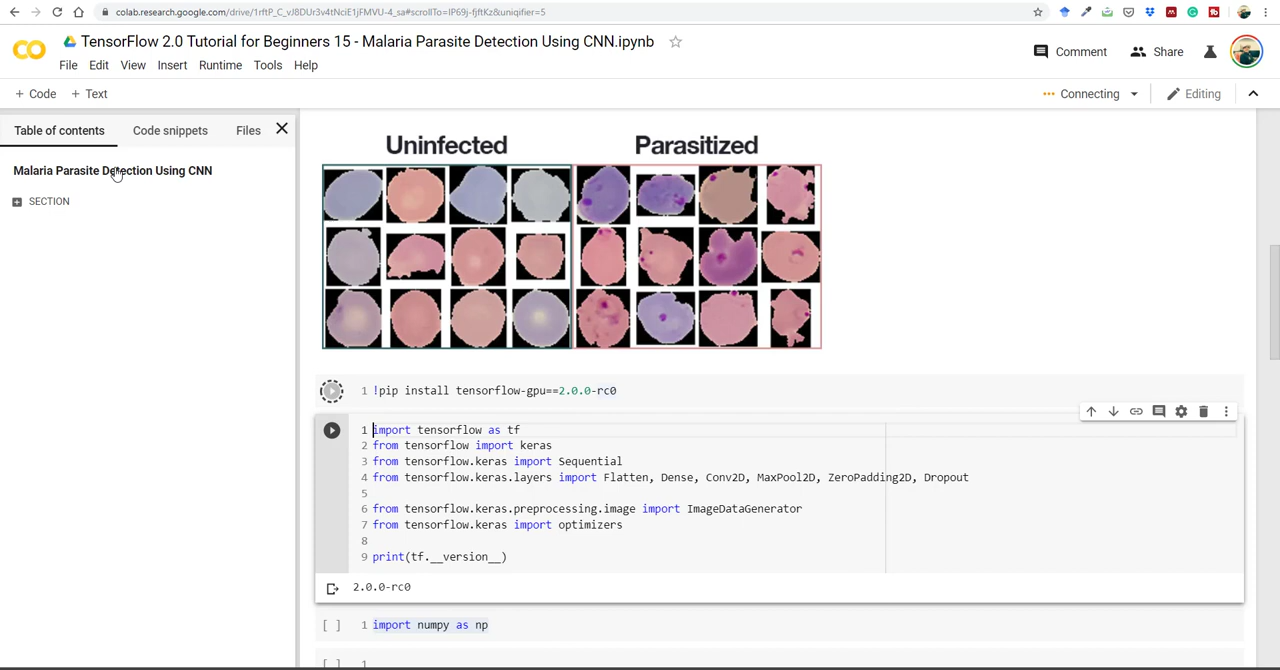 colab.research.google.com/drive/1rftP_C_vJ8DUr3v4tNciE1jFMVU-4_sa#scrollTo=IP69j-fjftKz&uniqifier=5
TensorFlow 2.0 Tutorial for Beginners 15 - Malaria Parasite Detection Using CNN.ipynb
File Edit View Insert Runtime Tools Help
Comment Share
+ Code + Text
Connecting Editing
Table of contents Code snippets Files
Malaria Parasite Detection Using CNN
SECTION
Uninfected Parasitized
1 !pip install tensorflow-gpu==2.0.0-rc0
1 import tensorflow as tf
2 from tensorflow import keras
3 from tensorflow.keras import Sequential
4 from tensorflow.keras.layers import Flatten, Dense, Conv2D, MaxPool2D, ZeroPadding2D, Dropout
5
6 from tensorflow.keras.preprocessing.image import ImageDataGenerator
7 from tensorflow.keras import optimizers
8
9 print(tf.__version__)
2.0.0-rc0
[ ] 1 import numpy as np
[ ] 1